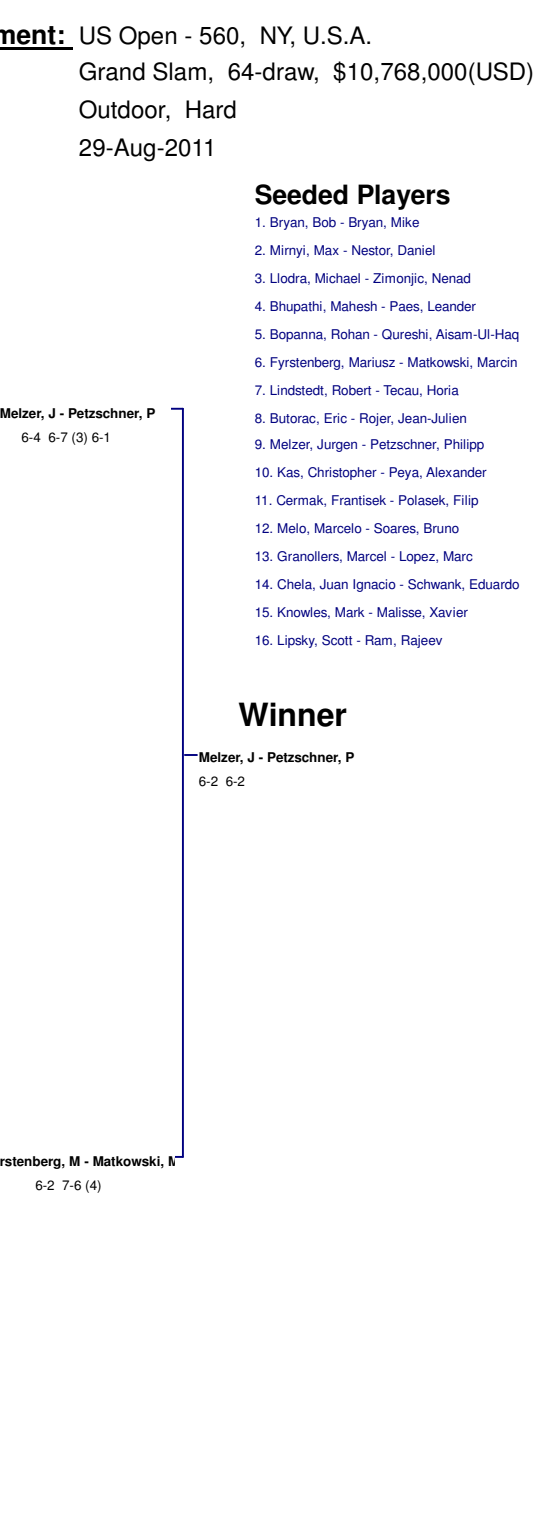 ment: US Open - 560, NY, U.S.A.
Grand Slam, 64-draw, $10,768,000(USD)
Outdoor, Hard
29-Aug-2011
Seeded Players
1. Bryan, Bob - Bryan, Mike
2. Mirnyi, Max - Nestor, Daniel
3. Llodra, Michael - Zimonjic, Nenad
4. Bhupathi, Mahesh - Paes, Leander
5. Bopanna, Rohan - Qureshi, Aisam-Ul-Haq
6. Fyrstenberg, Mariusz - Matkowski, Marcin
7. Lindstedt, Robert - Tecau, Horia
8. Butorac, Eric - Rojer, Jean-Julien
9. Melzer, Jurgen - Petzschner, Philipp
10. Kas, Christopher - Peya, Alexander
11. Cermak, Frantisek - Polasek, Filip
12. Melo, Marcelo - Soares, Bruno
13. Granollers, Marcel - Lopez, Marc
14. Chela, Juan Ignacio - Schwank, Eduardo
15. Knowles, Mark - Malisse, Xavier
16. Lipsky, Scott - Ram, Rajeev
Melzer, J - Petzschner, P
6-4 6-7 (3) 6-1
Winner
Melzer, J - Petzschner, P
6-2 6-2
rstenberg, M - Matkowski, M
6-2 7-6 (4)